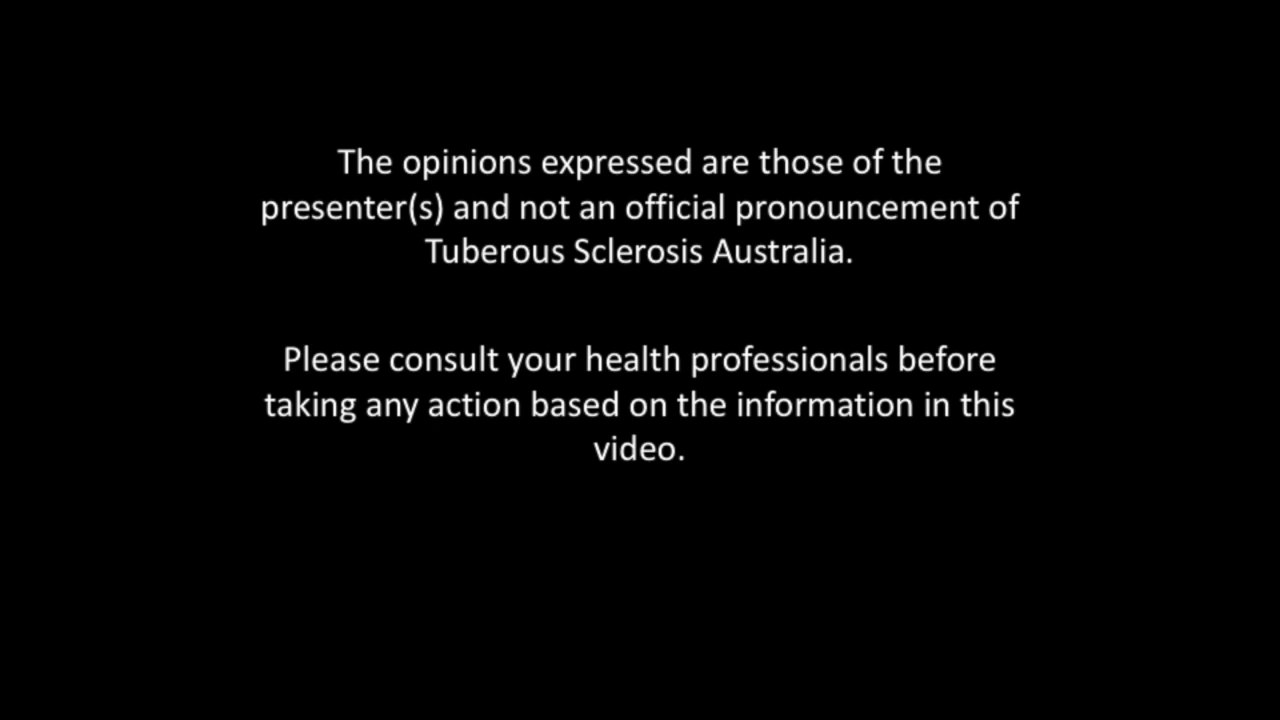 The opinions expressed are those of the
presenter(s) and not an official pronouncement of
Tuberous Sclerosis Australia.
Please consult your health professionals before
taking any action based on the information in this
video.